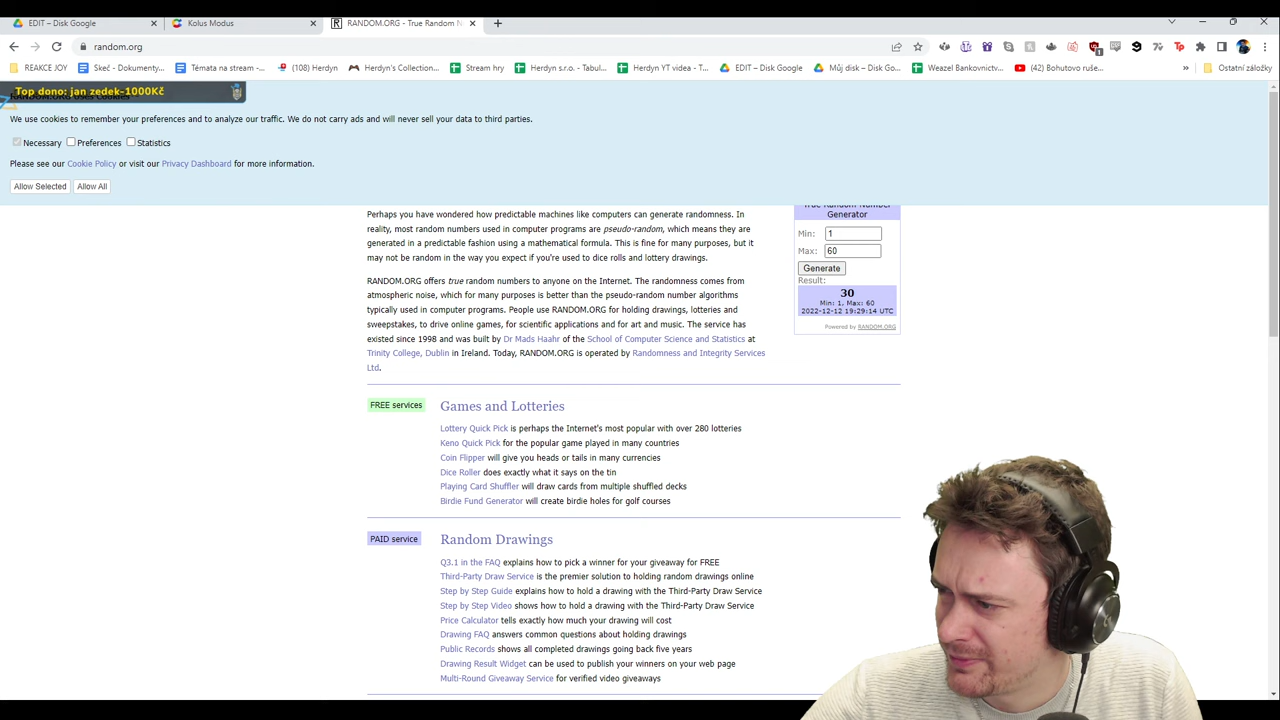 EDIT – Disk Google
Kolus Modus
RANDOM.ORG - True Random N
random.org
REAKCE JOY
Skeč - Dokumenty...
Témata na stream -...
(108) Herdyn
Herdyn's Collection...
Stream hry
Herdyn s.r.o. - Tabul...
Herdyn YT videa - T...
EDIT – Disk Google
Můj disk – Disk Go...
Weazel Bankovnictv...
(42) Bohutovo ruše...
»
Ostatní záložky
Top dono: jan zedek-1000Kč
RANDOM.ORG Uses Cookies
We use cookies to remember your preferences and to analyze our traffic. We do not carry ads and will never sell your data to third parties.
Necessary Preferences Statistics
Please see our Cookie Policy or visit our Privacy Dashboard for more information.
Allow Selected Allow All
Perhaps you have wondered how predictable machines like computers can generate randomness. In
reality, most random numbers used in computer programs are pseudo-random, which means they are
generated in a predictable fashion using a mathematical formula. This is fine for many purposes, but it
may not be random in the way you expect if you're used to dice rolls and lottery drawings.
RANDOM.ORG offers true random numbers to anyone on the Internet. The randomness comes from
atmospheric noise, which for many purposes is better than the pseudo-random number algorithms
typically used in computer programs. People use RANDOM.ORG for holding drawings, lotteries and
sweepstakes, to drive online games, for scientific applications and for art and music. The service has
existed since 1998 and was built by Dr Mads Haahr of the School of Computer Science and Statistics at
Trinity College, Dublin in Ireland. Today, RANDOM.ORG is operated by Randomness and Integrity Services
Ltd.
True Random Number
Generator
Min: 1
Max: 60
Generate
Result:
30
Min: 1, Max: 60
2022-12-12 19:29:14 UTC
Powered by RANDOM.ORG
FREE services
Games and Lotteries
Lottery Quick Pick is perhaps the Internet's most popular with over 280 lotteries
Keno Quick Pick for the popular game played in many countries
Coin Flipper will give you heads or tails in many currencies
Dice Roller does exactly what it says on the tin
Playing Card Shuffler will draw cards from multiple shuffled decks
Birdie Fund Generator will create birdie holes for golf courses
PAID service
Random Drawings
Q3.1 in the FAQ explains how to pick a winner for your giveaway for FREE
Third-Party Draw Service is the premier solution to holding random drawings online
Step by Step Guide explains how to hold a drawing with the Third-Party Draw Service
Step by Step Video shows how to hold a drawing with the Third-Party Draw Service
Price Calculator tells exactly how much your drawing will cost
Drawing FAQ answers common questions about holding drawings
Public Records shows all completed drawings going back five years
Drawing Result Widget can be used to publish your winners on your web page
Multi-Round Giveaway Service for verified video giveaways